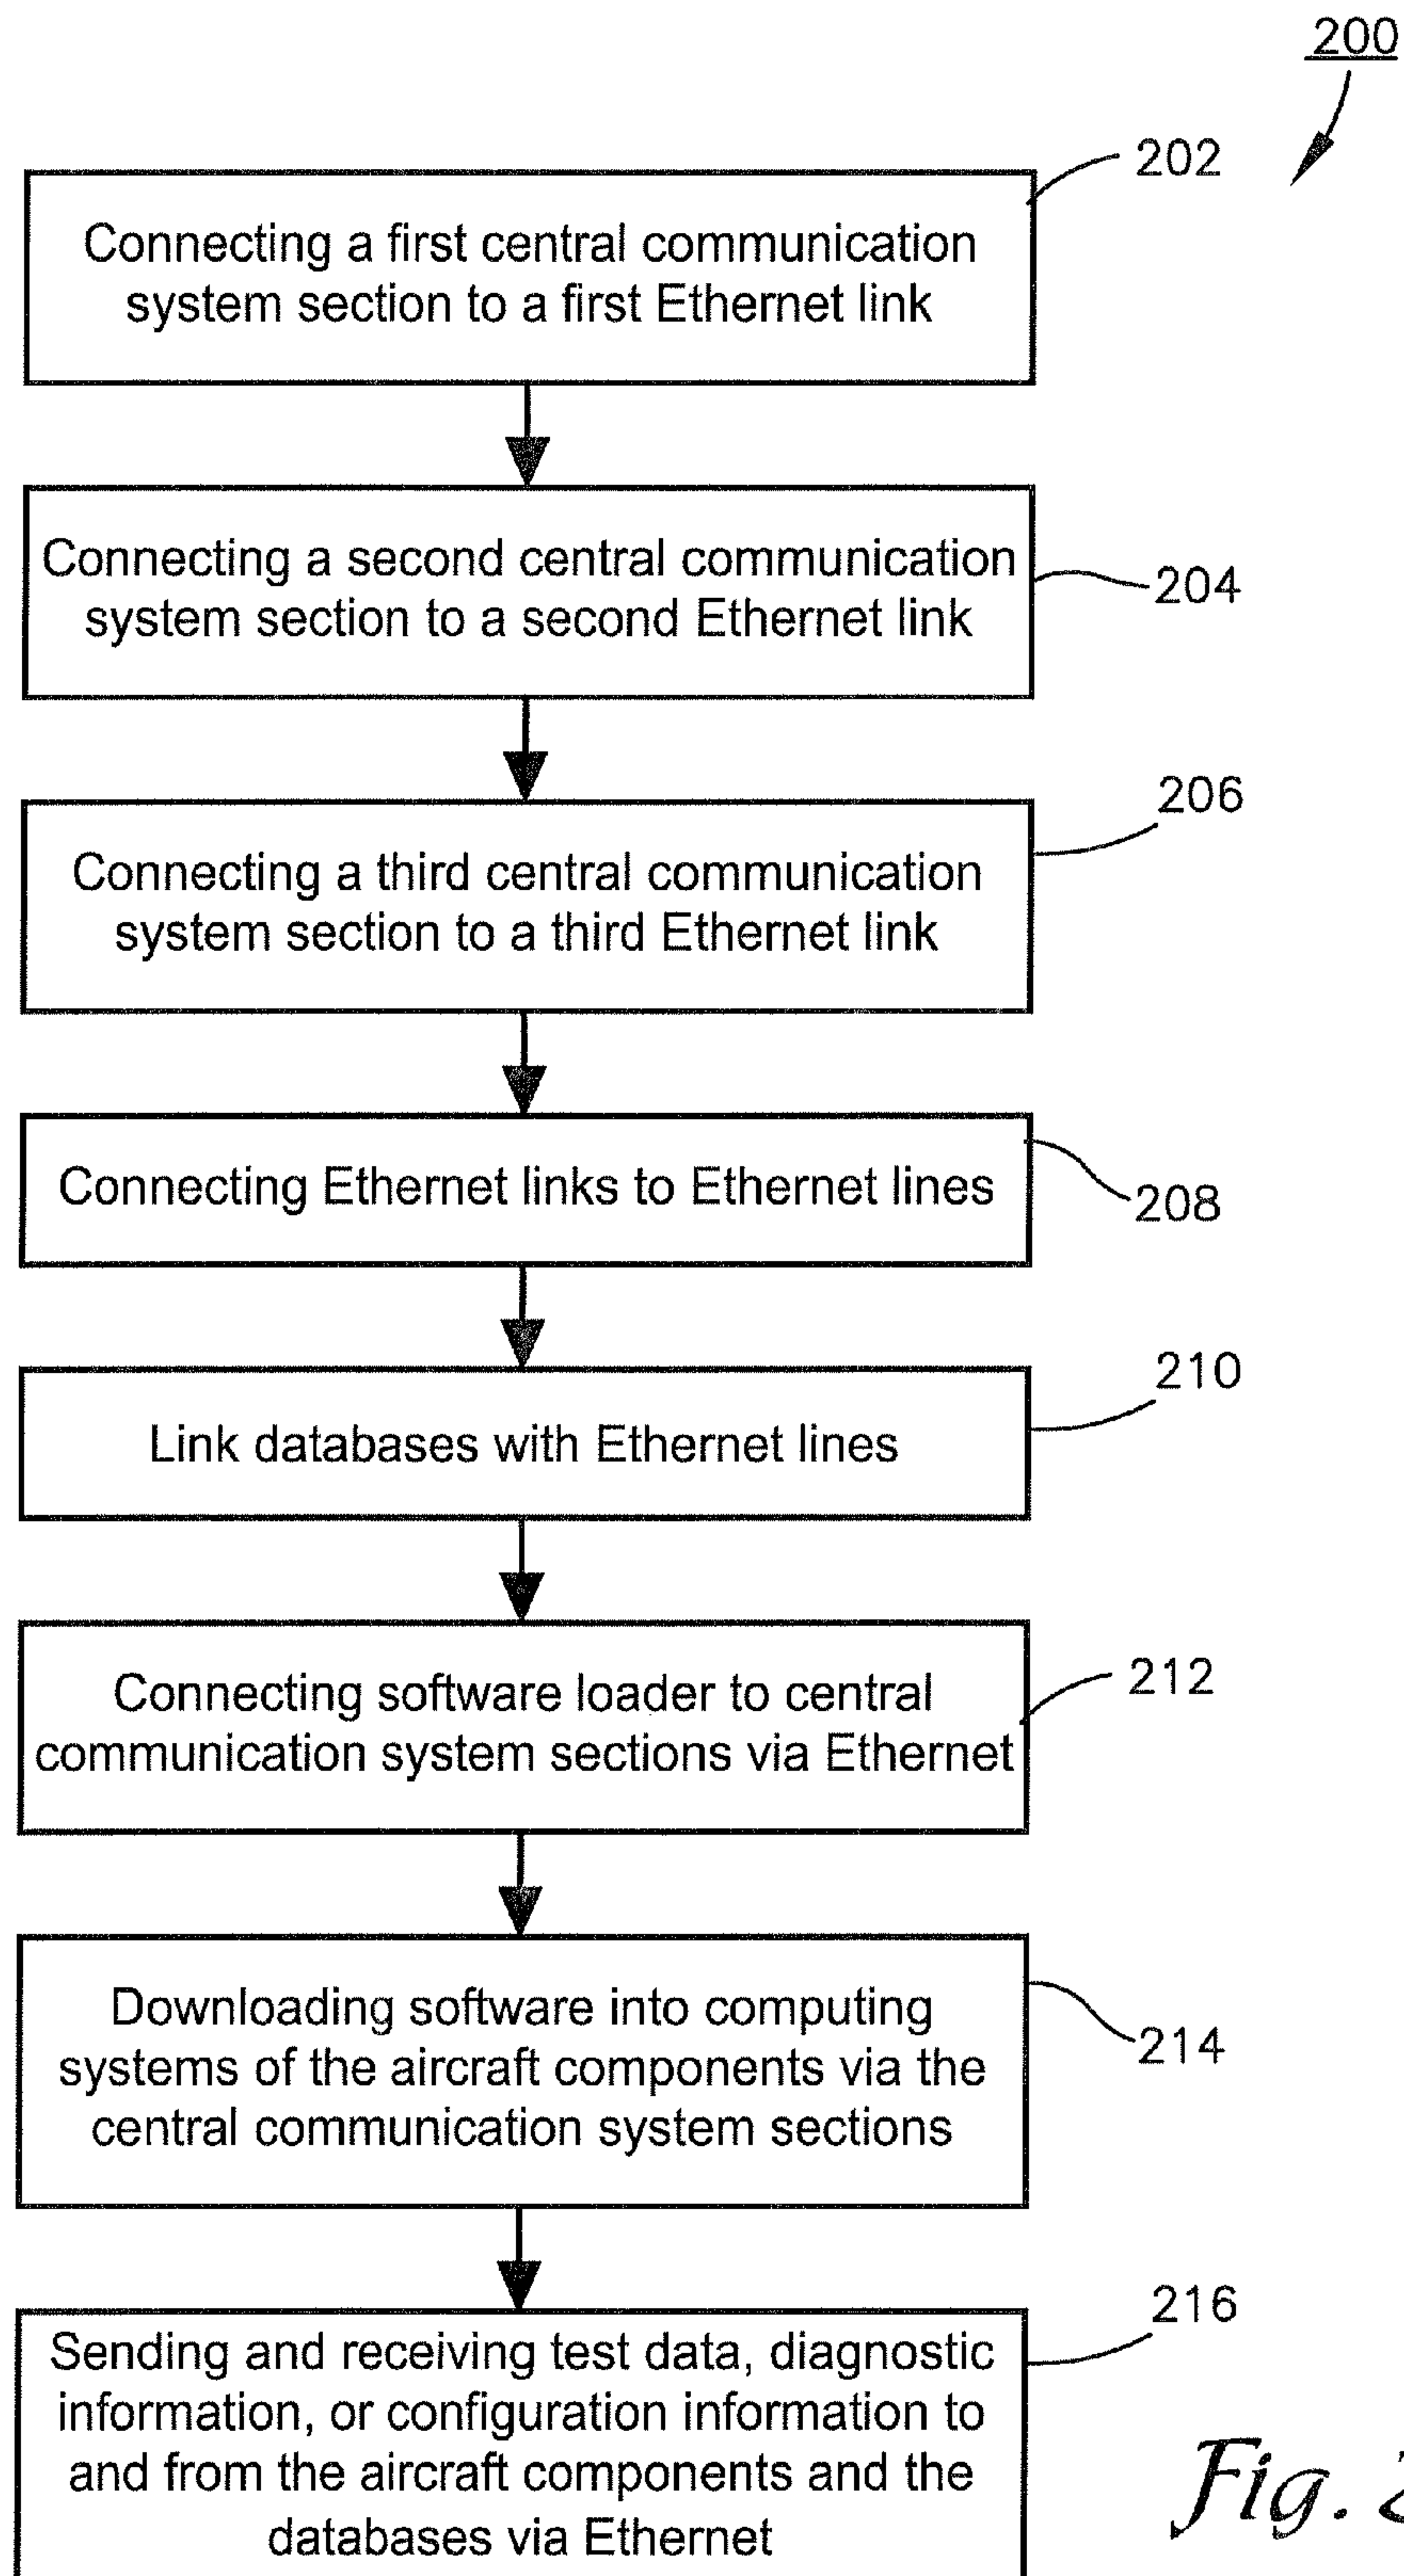 200
202
Connecting a first central communication
system section to a first Ethernet link
Connecting a second central communication
system section to a second Ethernet link
204
206
Connecting a third central communication
system section to a third Ethernet link
Connecting Ethernet links to Ethernet lines
208
210
Link databases with Ethernet lines
212
Connecting software loader to central
communication system sections via Ethernet
Downloading software into computing
systems of the aircraft components via the
central communication system sections
214
216
Sending and receiving test data, diagnostic
information, or configuration information to
and from the aircraft components and the
databases via Ethernet
Fig. 2